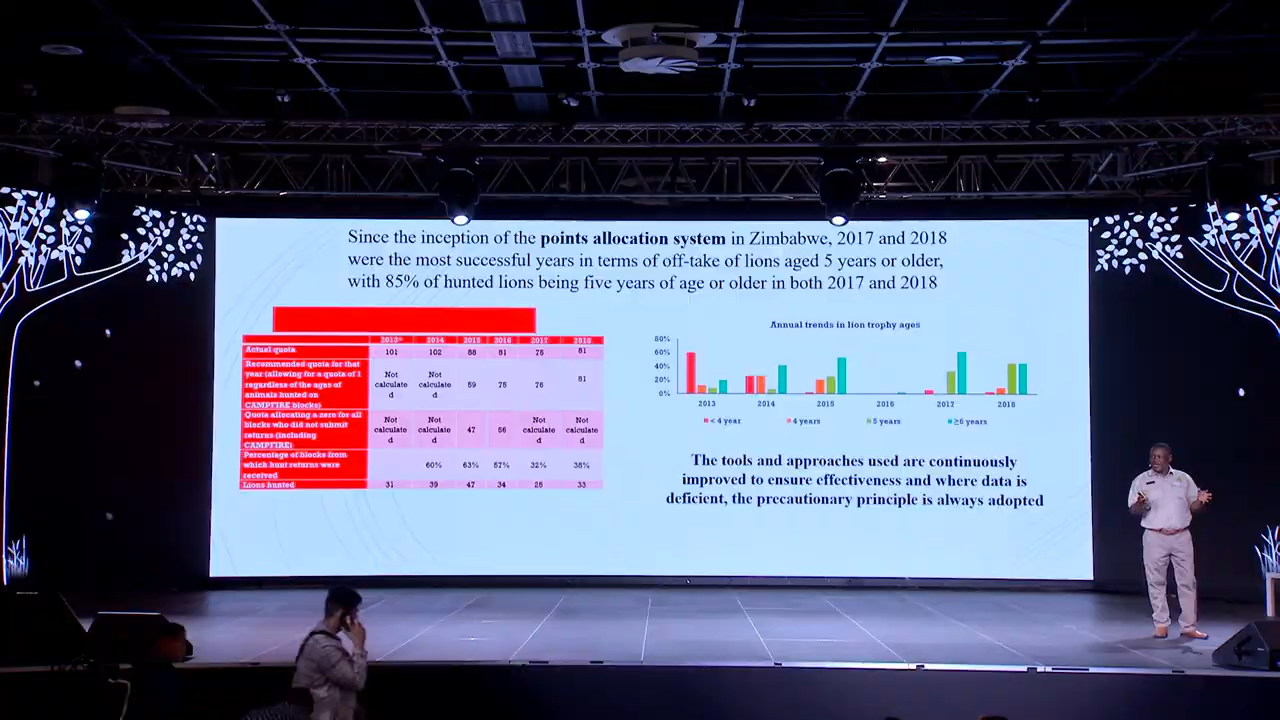 Since the inception of the points allocation system in Zimbabwe, 2017 and 2018
were the most successful years in terms of off-take of lions aged 5 years or older,
with 85% of hunted lions being five years of age or older in both 2017 and 2018
2014 2015 2016 2017 2018
Actual quota 101 102 88 81 75 81
Recommended quota for that
year (allowing for a quota of 1
regardless of the ages of
animals hunted on
CAMPFIRE blocks)
Not
calculate
d
Not
calculate
d
59 75 76 81
Quota allocating a zero for all
blocks who did not submit
returns (including
CAMPFIRE)
Not
calculate
d
Not
calculate
d
47 56
Not
calculate
d
Not
calculate
d
Percentage of blocks from
which hunt returns were
received
60% 63% 57% 32% 38%
Lions hunted 31 39 47 34 25 33
Annual trends in lion trophy ages
80%
60%
40%
20%
0%
2013 2014 2015 2016 2017 2018
< 4 year 4 years 5 years ≥6 years
The tools and approaches used are continuously
improved to ensure effectiveness and where data is
deficient, the precautionary principle is always adopted